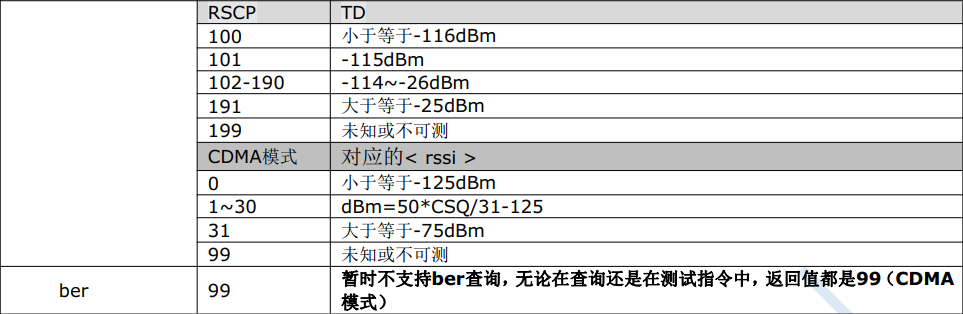 RSCP TD
100 小于等于-116dBm
101 -115dBm
102-190 -114~-26dBm
191 大于等于-25dBm
199 未知或不可测
CDMA模式 对应的< rssi >
0 小于等于-125dBm
1~30 dBm=50*CSQ/31-125
31 大于等于-75dBm
99 未知或不可测
ber 99 暂时不支持ber查询，无论在查询还是在测试指令中，返回值都是99（CDMA
模式）